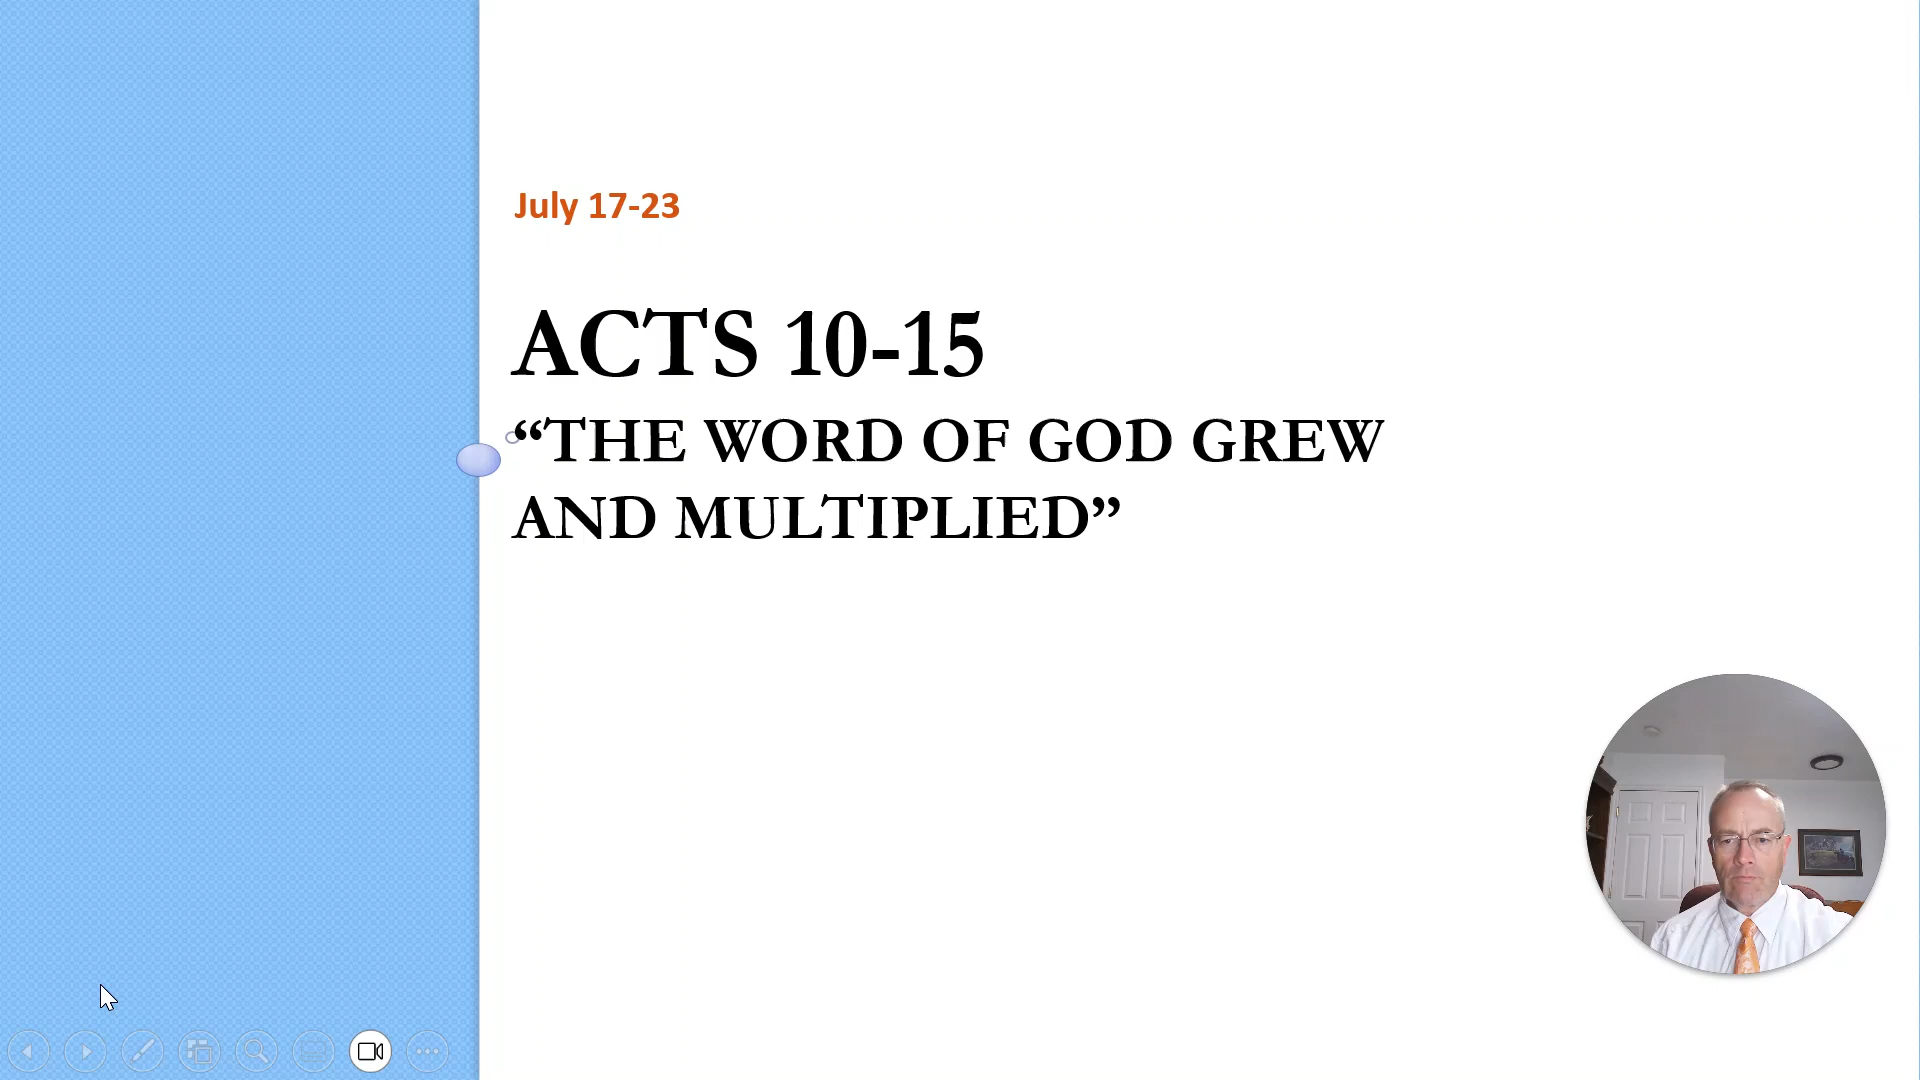 July 17-23
ACTS 10-15
“THE WORD OF GOD GREW
AND MULTIPLIED”